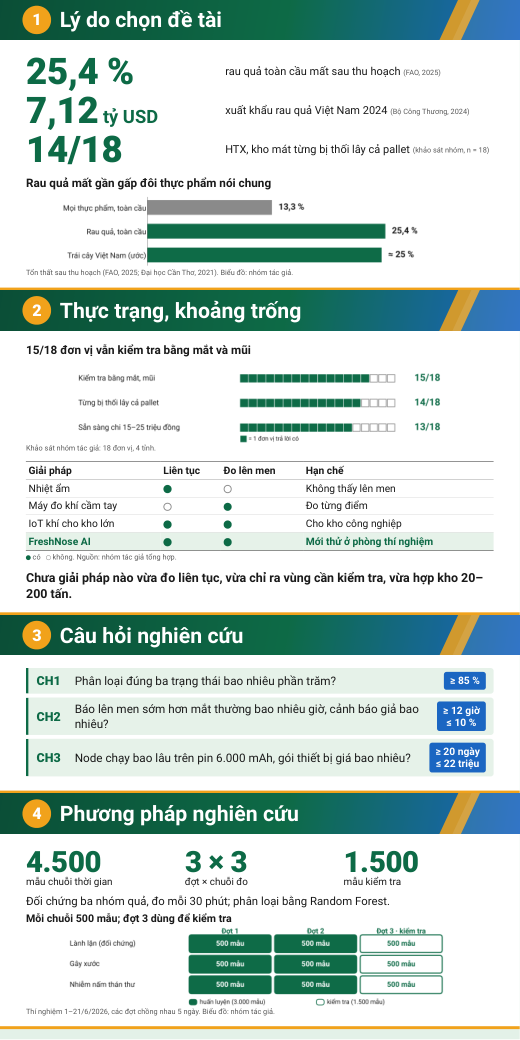 1 Lý do chọn đề tài
25,4 % rau quả toàn cầu mất sau thu hoạch (FAO, 2025)
7,12 tỷ USD xuất khẩu rau quả Việt Nam 2024 (Bộ Công Thương, 2024)
14/18 HTX, kho mát từng bị thối lây cả pallet (khảo sát nhóm, n = 18)
Rau quả mất gần gấp đôi thực phẩm nói chung
Mọi thực phẩm, toàn cầu 13,3 %
Rau quả, toàn cầu 25,4 %
Trái cây Việt Nam (ước) ≈ 25 %
Tổn thất sau thu hoạch (FAO, 2025; Đại học Cần Thơ, 2021). Biểu đồ: nhóm tác giả.
2 Thực trạng, khoảng trống
15/18 đơn vị vẫn kiểm tra bằng mắt và mũi
Kiểm tra bằng mắt, mũi 15/18
Từng bị thối lây cả pallet 14/18
Sẵn sàng chi 15–25 triệu đồng 13/18
= 1 đơn vị trả lời có
Khảo sát nhóm tác giả: 18 đơn vị, 4 tỉnh.
Giải pháp Liên tục Đo lên men Hạn chế
Nhiệt ẩm Không thấy lên men
Máy đo khí cầm tay Đo từng điểm
IoT khí cho kho lớn Cho kho công nghiệp
FreshNose AI Mới thử ở phòng thí nghiệm
có không. Nguồn: nhóm tác giả tổng hợp.
Chưa giải pháp nào vừa đo liên tục, vừa chỉ ra vùng cần kiểm tra, vừa hợp kho 20–
200 tấn.
3 Câu hỏi nghiên cứu
CH1 Phân loại đúng ba trạng thái bao nhiêu phần trăm? ≥ 85 %
CH2 Báo lên men sớm hơn mắt thường bao nhiêu giờ, cảnh báo giả bao
nhiêu?
≥ 12 giờ
≤ 10 %
CH3 Node chạy bao lâu trên pin 6.000 mAh, gói thiết bị giá bao nhiêu?
≥ 20 ngày
≤ 22 triệu
4 Phương pháp nghiên cứu
4.500 3 × 3 1.500
mẫu chuỗi thời gian đợt × chuỗi đo mẫu kiểm tra
Đối chứng ba nhóm quả, đo mỗi 30 phút; phân loại bằng Random Forest.
Mỗi chuỗi 500 mẫu; đợt 3 dùng để kiểm tra
Đợt 1 Đợt 2 Đợt 3 - kiểm tra
Lành lặn (đối chứng) 500 mẫu 500 mẫu 500 mẫu
Gây xước 500 mẫu 500 mẫu 500 mẫu
Nhiễm nấm thán thư 500 mẫu 500 mẫu 500 mẫu
huấn luyện (3.000 mẫu) kiểm tra (1.500 mẫu)
Thí nghiệm 1–21/6/2026, các đợt chồng nhau 5 ngày. Biểu đồ: nhóm tác giả.